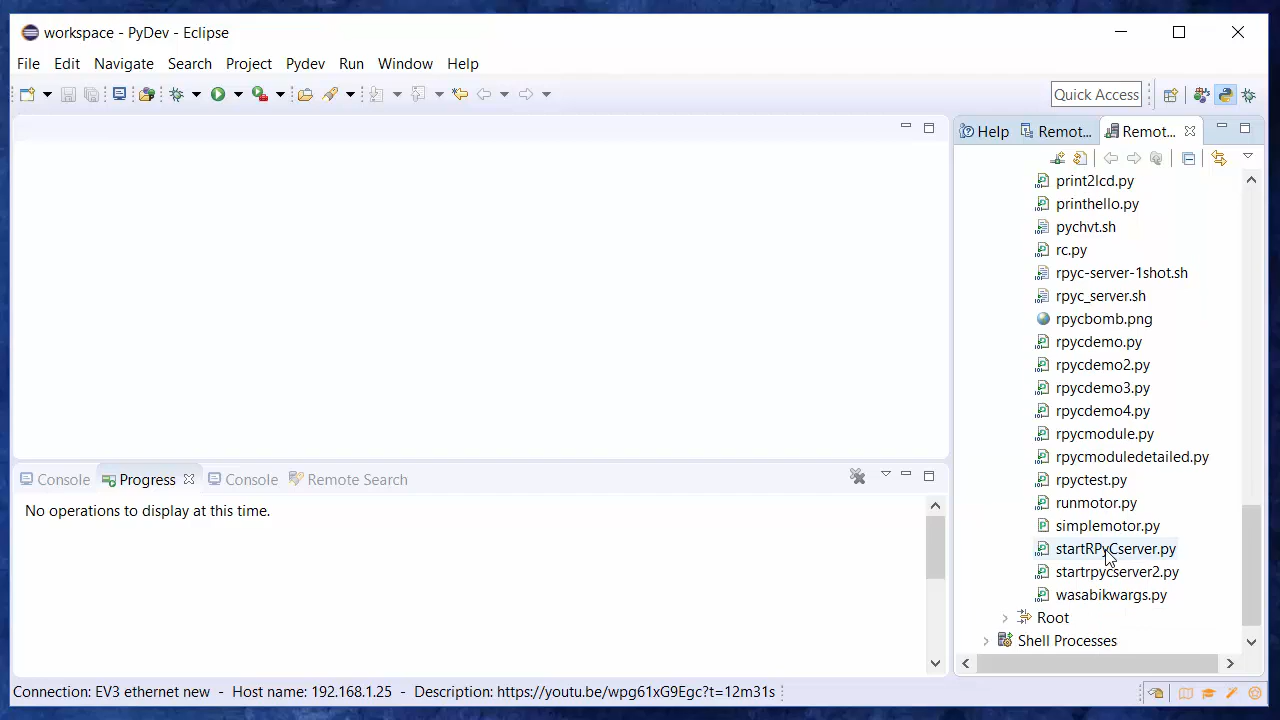 workspace - PyDev - Eclipse
File Edit Navigate Search Project Pydev Run Window Help
Quick Access
Help Remot... Remot...
print2lcd.py
printhello.py
pychvt.sh
rc.py
rpyc-server-1shot.sh
rpyc_server.sh
rpycbomb.png
rpycdemo.py
rpycdemo2.py
rpycdemo3.py
rpycdemo4.py
rpycmodule.py
rpycmoduledetailed.py
rpyctest.py
runmotor.py
simplemotor.py
startRPyCserver.py
startrpycserver2.py
wasabikwargs.py
Root
Shell Processes
Console Progress Console Remote Search
No operations to display at this time.
Connection: EV3 ethernet new - Host name: 192.168.1.25 - Description: https://youtu.be/wpg61xG9Egc?t=12m31s